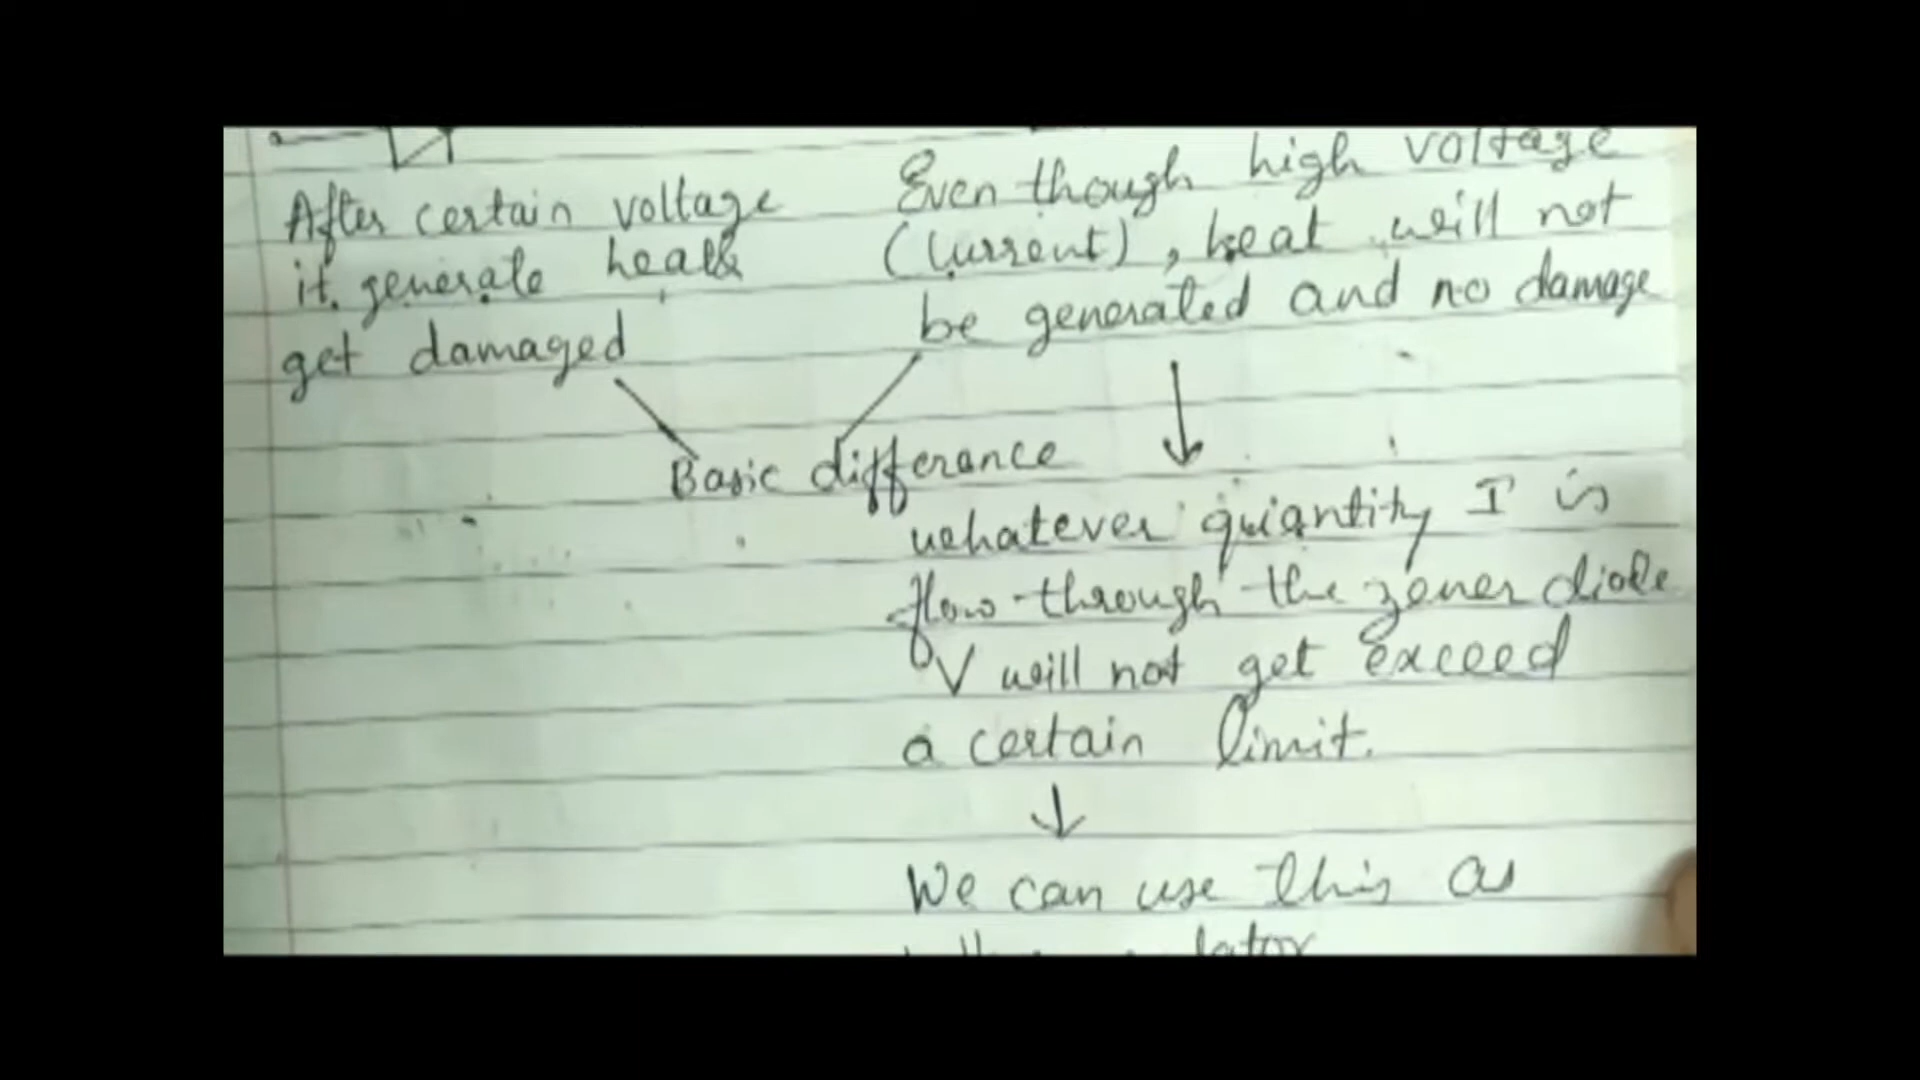 After certain voltage
it. generate heat &
get damaged
Even though high voltage
(Current), heat will not
be generated and no damage
Basic difference
whatever quiantity I is
flow through the zener diode
V will not get exceed
a certain limit.
We can use this as